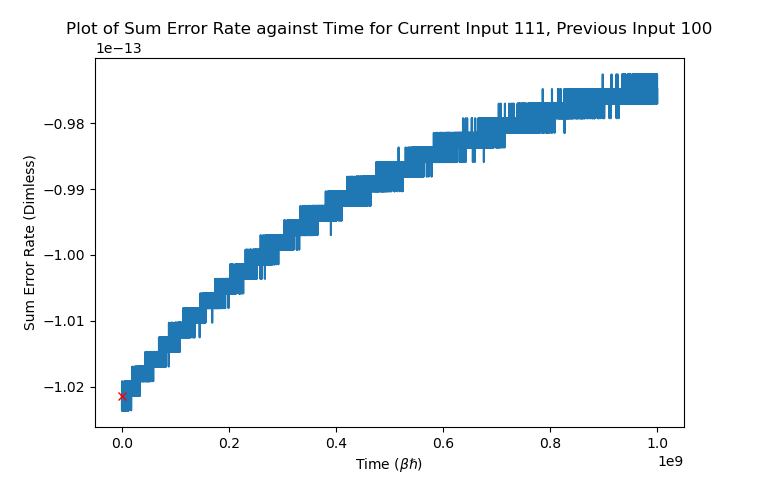 Plot of Sum Error Rate against Time for Current Input 111, Previous Input 100
1e−13
−0.98
−0.99
−1.00
−1.01
−1.02
Sum Error Rate (Dimless)
0.0 0.2 0.4 0.6 0.8 1.0
1e9
Time (βħ)